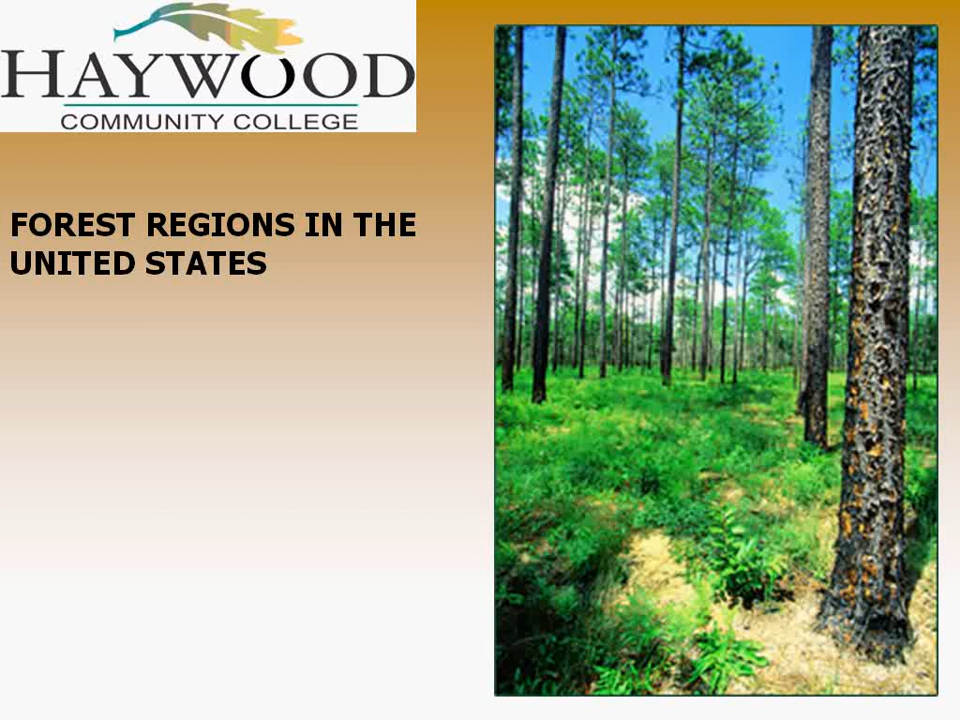 HAYWOOD
COMMUNITY COLLEGE
FOREST REGIONS IN THE
UNITED STATES